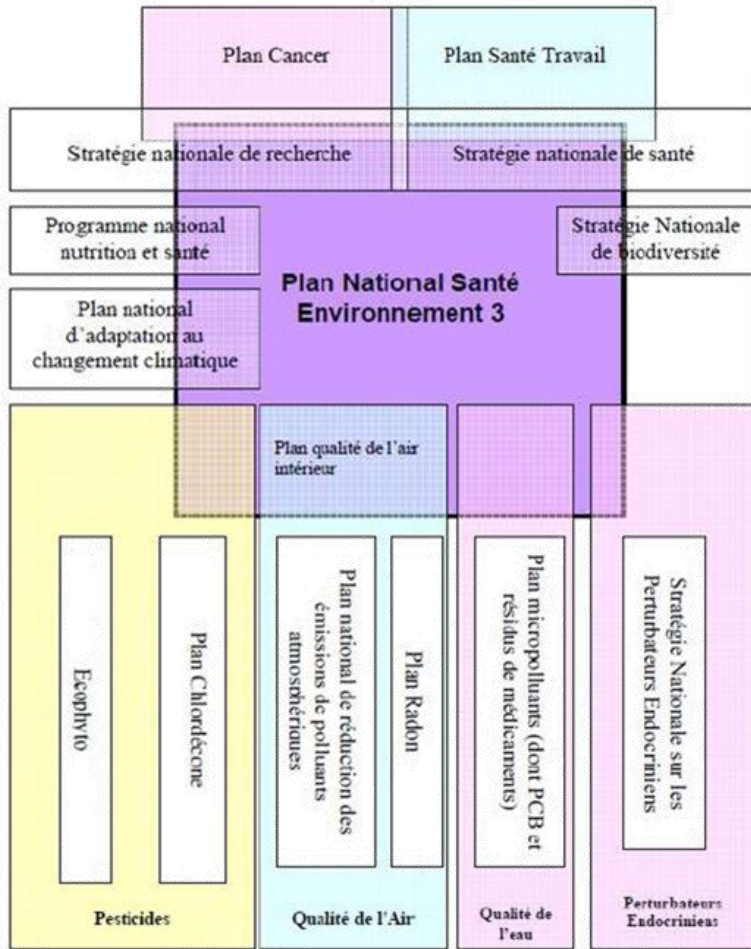 Plan Cancer
Plan Santé Travail
Stratégie nationale de recherche
Stratégie nationale de santé
Programme national
nutrition et santé
Stratégie Nationale
de biodiversité
Plan National Santé
Environnement 3
Plan national
d'adaptation au
changement climatique
Plan qualité de l'air
intérieur
Ecophyto
Plan Chlordécone
Plan national de réduction des
émissions de polluants
atmosphériques
Plan Radon
Plan micropolluants (dont PCB et
résidus de médicaments)
Stratégie Nationale sur les
Perturbateurs Endocriniens
Pesticides
Qualité de l'Air
Qualité de
l'eau
Perturbateurs
Endocriniens